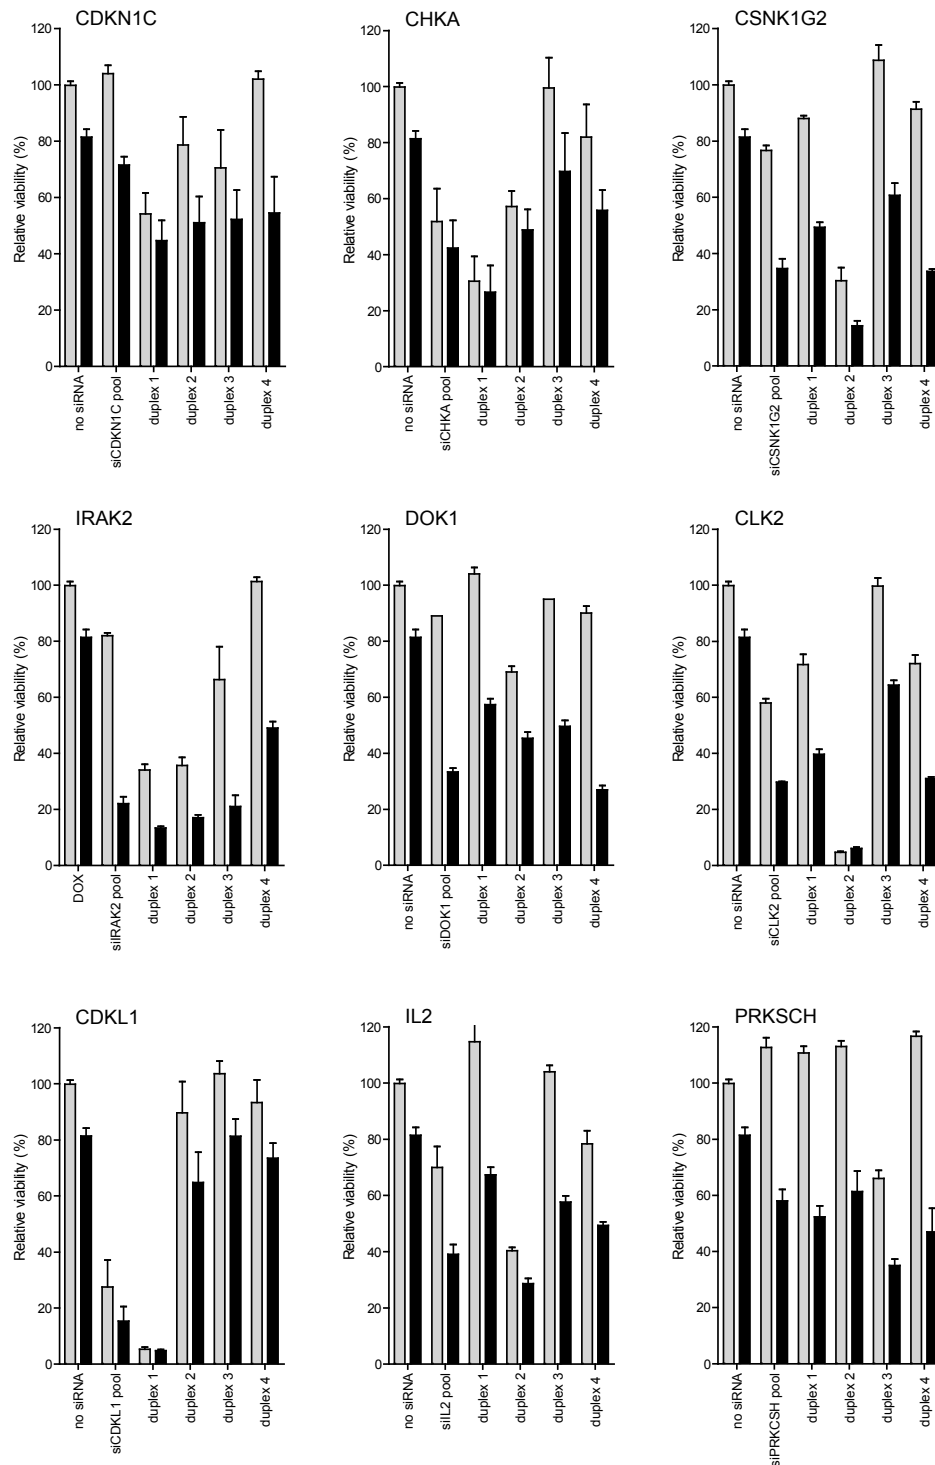 CDKN1C
Relative viability (%)
120
100
80
60
40
20
0
no siRNA
siCDKN1C pool
duplex 1
duplex 2
duplex 3
duplex 4
CHKA
Relative viability (%)
120
100
80
60
40
20
0
no siRNA
siCHKA pool
duplex 1
duplex 2
duplex 3
duplex 4
CSNK1G2
Relative viability (%)
120
100
80
60
40
20
0
no siRNA
siCSNK1G2 pool
duplex 1
duplex 2
duplex 3
duplex 4
IRAK2
Relative viability (%)
120
100
80
60
40
20
0
DOX
siIRAK2 pool
duplex 1
duplex 2
duplex 3
duplex 4
DOK1
Relative viability (%)
120
100
80
60
40
20
0
no siRNA
siDOK1 pool
duplex 1
duplex 2
duplex 3
duplex 4
CLK2
Relative viability (%)
120
100
80
60
40
20
0
no siRNA
siCLK2 pool
duplex 1
duplex 2
duplex 3
duplex 4
CDKL1
Relative viability (%)
120
100
80
60
40
20
0
no siRNA
siCDKL1 pool
duplex 1
duplex 2
duplex 3
duplex 4
IL2
Relative viability (%)
120
100
80
60
40
20
0
no siRNA
siIL2 pool
duplex 1
duplex 2
duplex 3
duplex 4
PRKSCH
Relative viability (%)
120
100
80
60
40
20
0
no siRNA
siPRKCSH pool
duplex 1
duplex 2
duplex 3
duplex 4